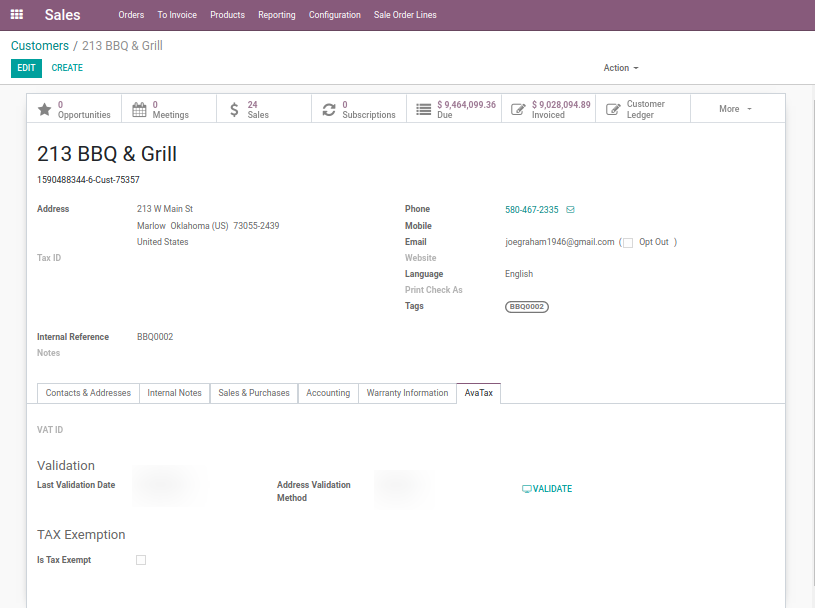 Sales Orders To Invoice Products Reporting Configuration Sale Order Lines
Customers / 213 BBQ & Grill
EDIT CREATE Action
0 Opportunities
0 Meetings
24 Sales
0 Subscriptions
$ 9,464,099.36 Due
$ 9,028,094.89 Invoiced
Customer Ledger
More
213 BBQ & Grill
1590488344-6-Cust-75357
Address 213 W Main St
Marlow Oklahoma (US) 73055-2439
United States
Tax ID
Phone 580-467-2335
Mobile
Email joegraham1946@gmail.com ( Opt Out )
Website
Language English
Print Check As
Tags BBQ0002
Internal Reference BBQ0002
Notes
Contacts & Addresses Internal Notes Sales & Purchases Accounting Warranty Information AvaTax
VAT ID
Validation
Last Validation Date
Address Validation Method
VALIDATE
TAX Exemption
Is Tax Exempt